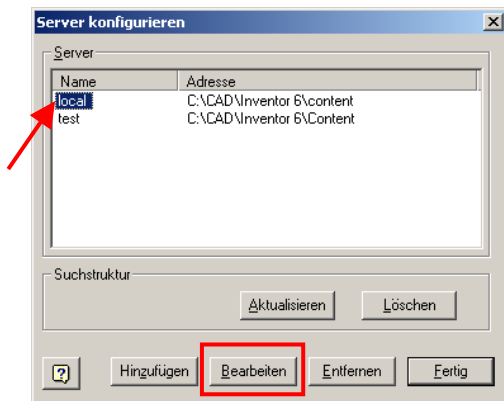 Server konfigurieren
Server
Name Adresse
local C:\CAD\Inventor 6\content
test C:\CAD\Inventor 6\Content
Suchstruktur
Aktualisieren Löschen
Hinzufügen Bearbeiten Entfernen Fertig